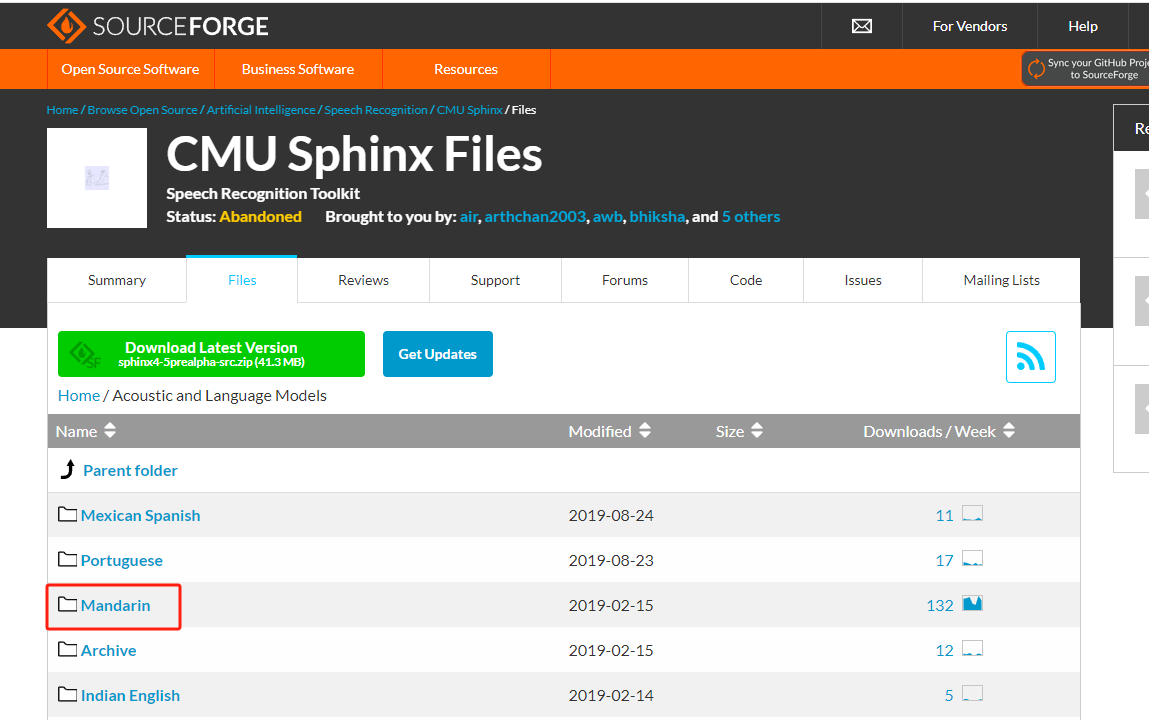 SOURCEFORGE
For Vendors
Help
Open Source Software
Business Software
Resources
Sync your GitHub Proje
to SourceForge
Home / Browse Open Source / Artificial Intelligence / Speech Recognition / CMU Sphinx / Files
Re
CMU Sphinx Files
Speech Recognition Toolkit
Status: Abandoned Brought to you by: air, arthchan2003, awb, bhiksha, and 5 others
Summary
Files
Reviews
Support
Forums
Code
Issues
Mailing Lists
Download Latest Version
sphinx4-5prealpha-src.zip (41.3 MB)
SF
Get Updates
Home / Acoustic and Language Models
Name Modified Size Downloads / Week
Parent folder
Mexican Spanish 2019-08-24 11
Portuguese 2019-08-23 17
Mandarin 2019-02-15 132
Archive 2019-02-15 12
Indian English 2019-02-14 5